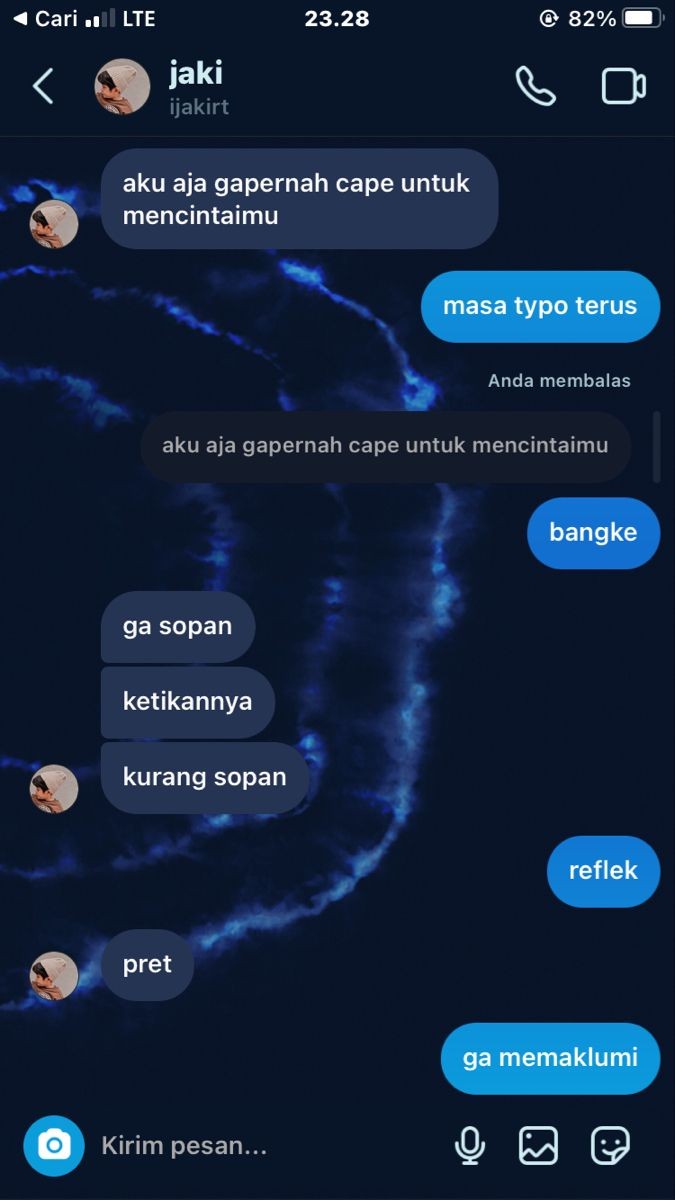 Cari LTE 23.28 82%
jaki
ijakirt
aku aja gapernah cape untuk
mencintaimu
masa typo terus
Anda membalas
aku aja gapernah cape untuk mencintaimu
bangke
ga sopan
ketikannya
kurang sopan
reflek
pret
ga memaklumi
Kirim pesan...